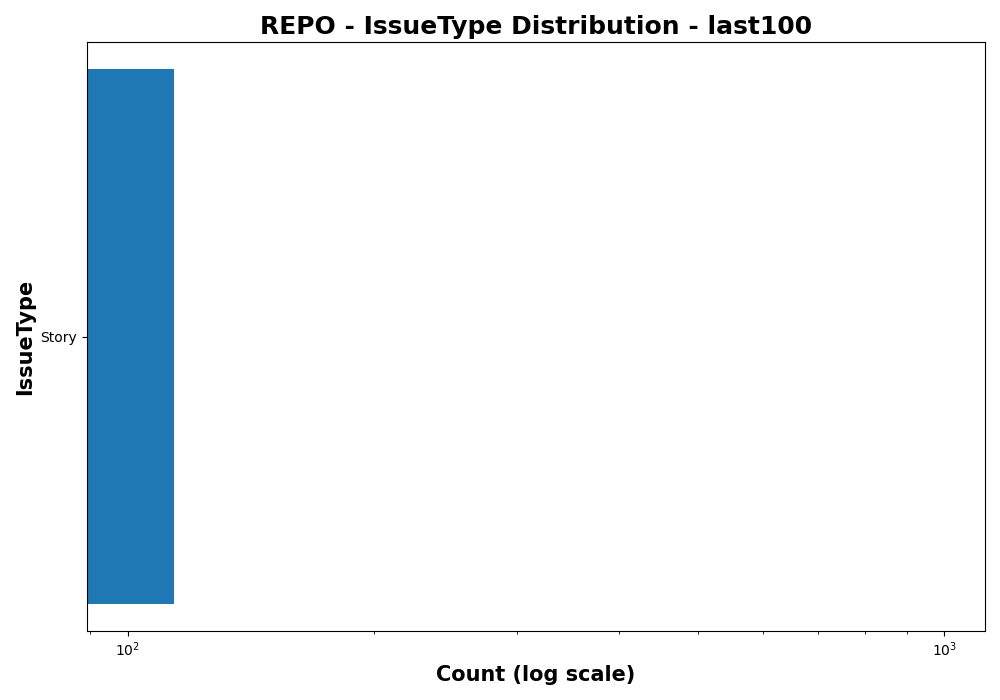 REPO - IssueType Distribution - last100
IssueType
Story
10²
10³
Count (log scale)